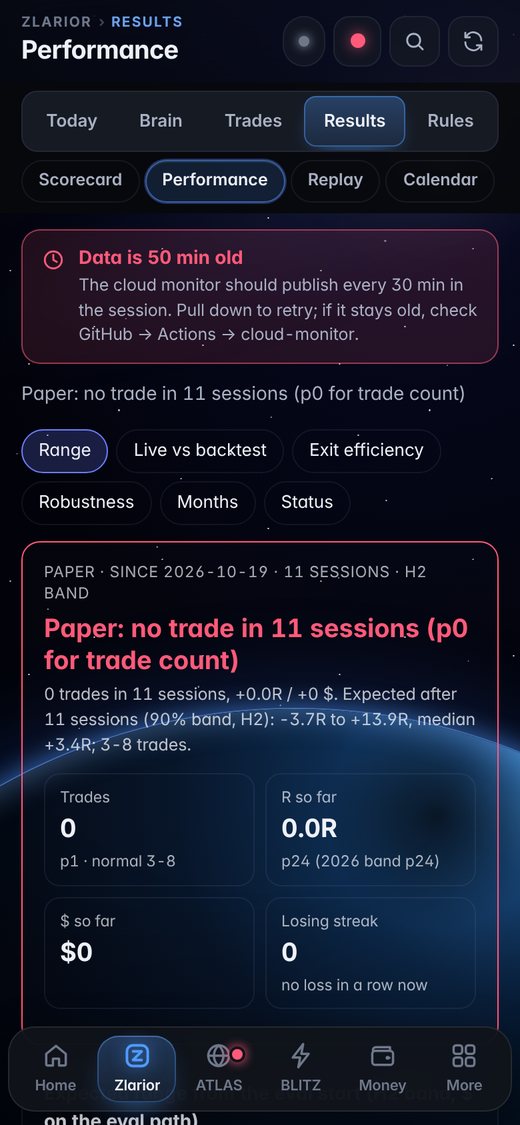 ZLARIOR › RESULTS
Performance
Today
Brain
Trades
Results
Rules
Scorecard
Performance
Replay
Calendar
Data is 50 min old
The cloud monitor should publish every 30 min in
the session. Pull down to retry; if it stays old, check
GitHub → Actions → cloud-monitor.
Paper: no trade in 11 sessions (p0 for trade count)
Range
Live vs backtest
Exit efficiency
Robustness
Months
Status
PAPER · SINCE 2026-10-19 · 11 SESSIONS · H2
BAND
Paper: no trade in 11 sessions (p0
for trade count)
0 trades in 11 sessions, +0.0R / +0 $. Expected after
11 sessions (90% band, H2): -3.7R to +13.9R, median
+3.4R; 3-8 trades.
Trades
0
p1 · normal 3-8
R so far
0.0R
p24 (2026 band p24)
$ so far
$0
Losing streak
0
no loss in a row now
Home
Zlarior
ATLAS
BLITZ
Money
More
on the eval path)